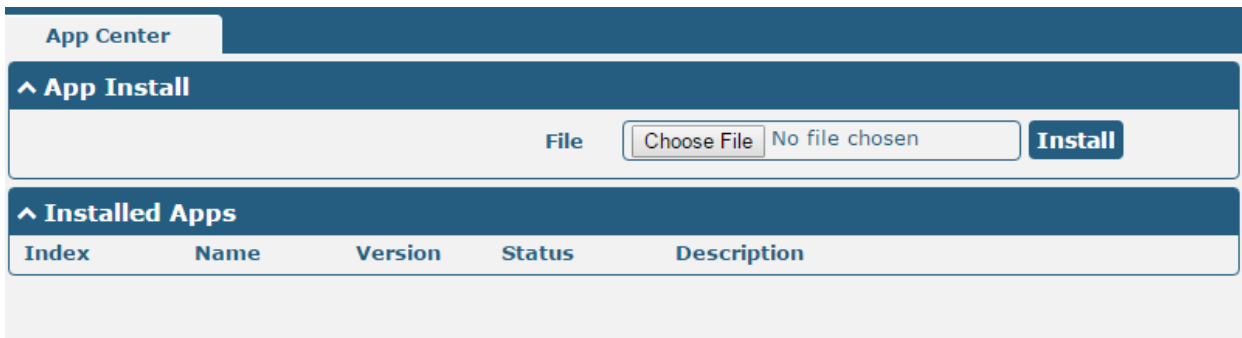 App Center
App Install
File Choose File No file chosen Install
Installed Apps
Index Name Version Status Description